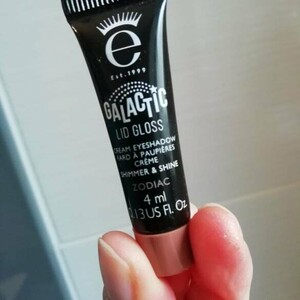 e
Est.1999
GALACTIC
LID GLOSS
CREAM EYESHADOW
FARD À PAUPIÈRES
CRÈME
SHIMMER & SHINE
ZODIAC
4 ml
0.13 US Fl. Oz